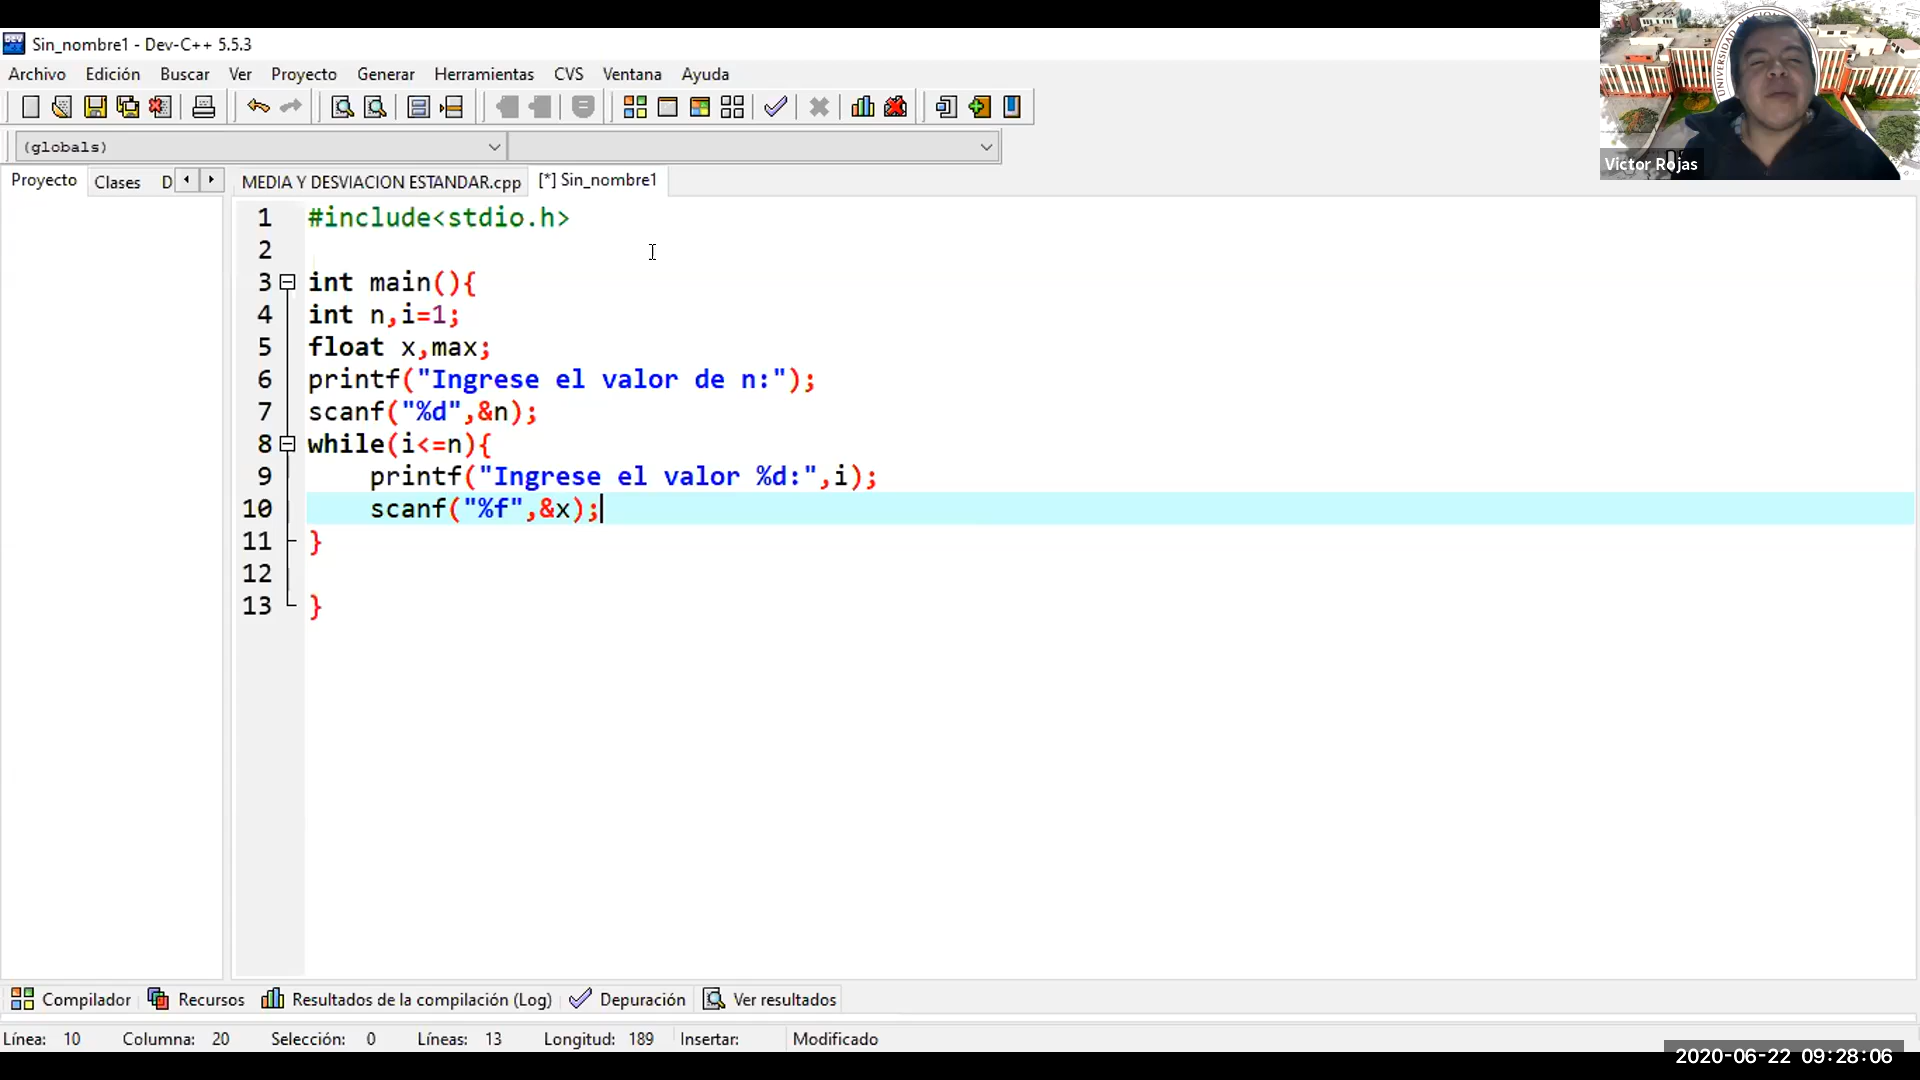 Sin_nombre1 - Dev-C++ 5.5.3
Archivo Edición Buscar Ver Proyecto Generar Herramientas CVS Ventana Ayuda
(globals)
Proyecto Clases D MEDIA Y DESVIACION ESTANDAR.cpp [*] Sin_nombre1
1 #include<stdio.h>
2
3 int main(){
4 int n,i=1;
5 float x,max;
6 printf("Ingrese el valor de n:");
7 scanf("%d",&n);
8 while(i<=n){
9 printf("Ingrese el valor %d:",i);
10 scanf("%f",&x);
11 }
12
13 }
Compilador Recursos Resultados de la compilación (Log) Depuración Ver resultados
Línea: 10 Columna: 20 Selección: 0 Líneas: 13 Longitud: 189 Insertar: Modificado
UNIVERSIDAD NACION
Victor Rojas
2020-06-22 09:28:06